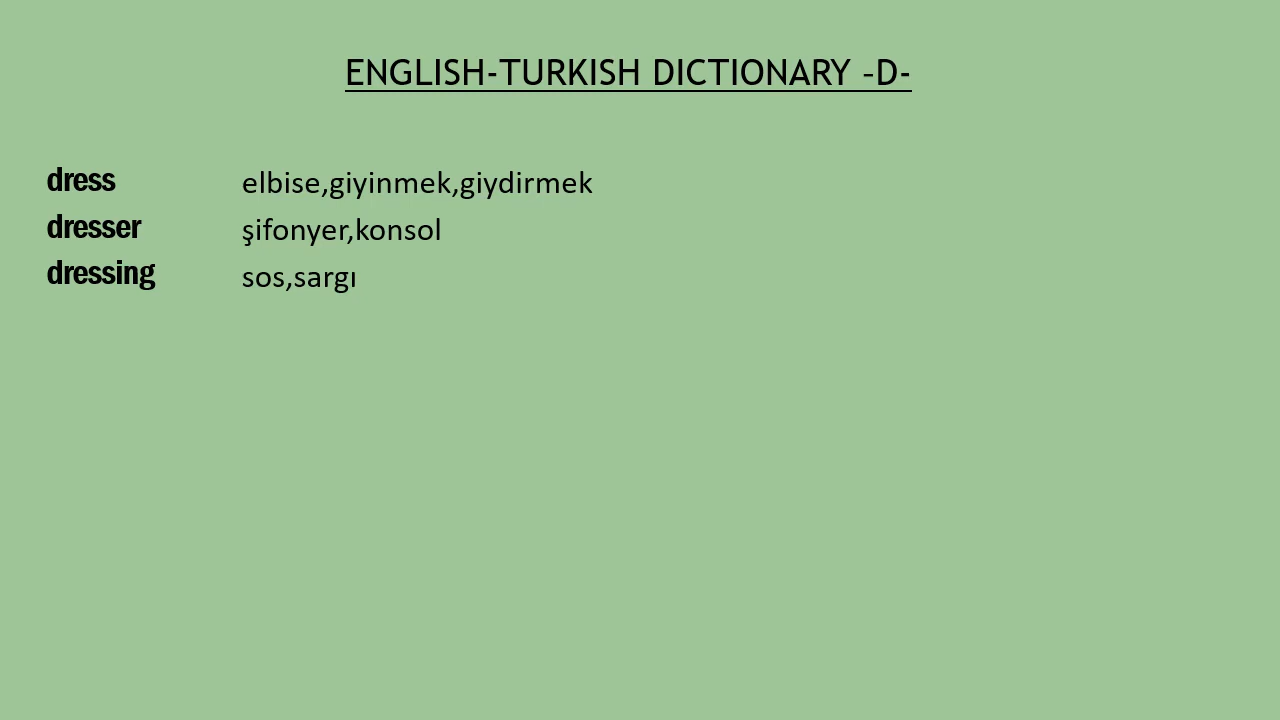 ENGLISH-TURKISH DICTIONARY –D-
dress elbise,giyinmek,giydirmek
dresser şifonyer,konsol
dressing sos,sargı